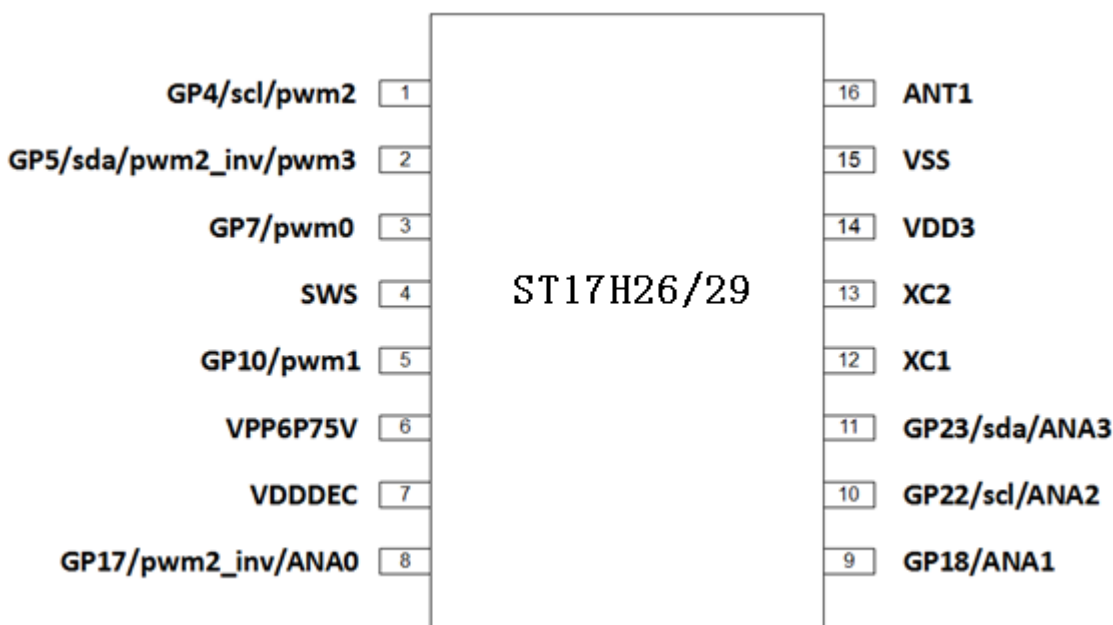 GP4/scl/pwm2 1 16 ANT1
GP5/sda/pwm2_inv/pwm3 2 15 VSS
GP7/pwm0 3 14 VDD3
SWS 4 ST17H26/29 13 XC2
GP10/pwm1 5 12 XC1
VPP6P75V 6 11 GP23/sda/ANA3
VDDDEC 7 10 GP22/scl/ANA2
GP17/pwm2_inv/ANA0 8 9 GP18/ANA1